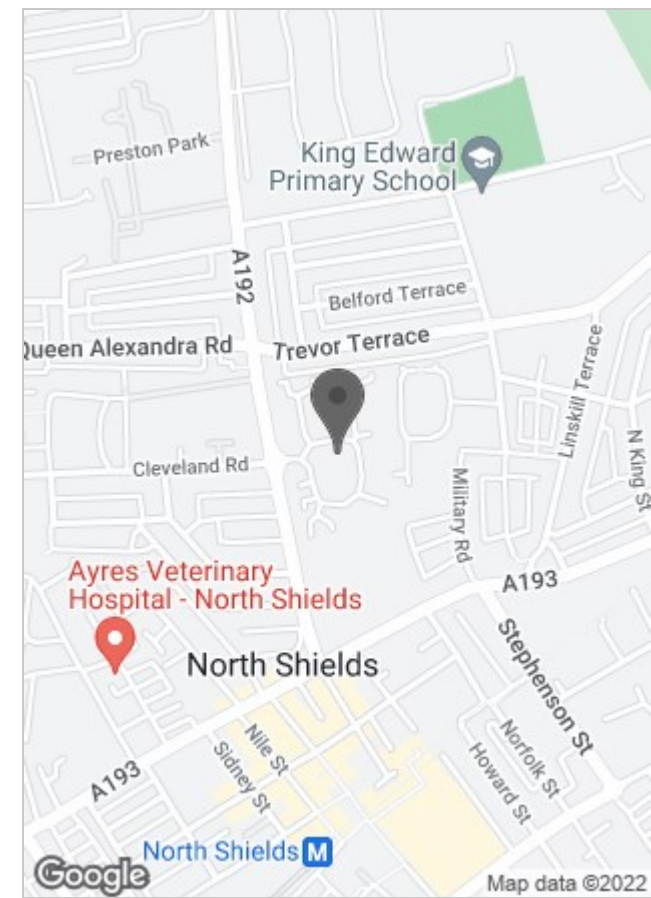 Preston Park
King Edward
Primary School
A192
Belford Terrace
Queen Alexandra Rd
Trevor Terrace
Linskill Terrace
N King St
Cleveland Rd
Military Rd
Ayres Veterinary
Hospital - North Shields
A193
North Shields
Stephenson St
Nile St
Sidney St
Norfolk St
Howard St
A193
North Shields M
Google
Map data ©2022